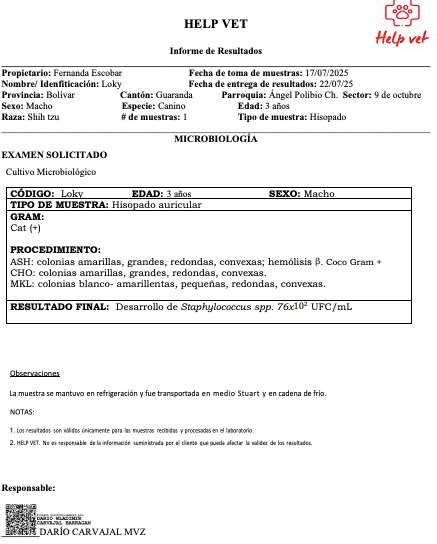 HELP VET
Help vet
Informe de Resultados
Propietario: Fernanda Escobar Fecha de toma de muestras: 17/07/2025
Nombre/ Idenfiticación: Loky Fecha de entrega de resultados: 22/07/25
Provincia: Bolívar Cantón: Guaranda Parroquia: Ángel Polibio Ch. Sector: 9 de octubre
Sexo: Macho Especie: Canino Edad: 3 años
Raza: Shih tzu # de muestras: 1 Tipo de muestra: Hisopado
MICROBIOLOGÍA
EXAMEN SOLICITADO
Cultivo Microbiológico
CÓDIGO: Loky EDAD: 3 años SEXO: Macho
TIPO DE MUESTRA: Hisopado auricular
GRAM:
Cat (+)
PROCEDIMIENTO:
ASH: colonias amarillas, grandes, redondas, convexas; hemólisis β. Coco Gram +
CHO: colonias amarillas, grandes, redondas, convexas.
MKL: colonias blanco- amarillentas, pequeñas, redondas, convexas.
RESULTADO FINAL: Desarrollo de Staphylococcus spp. 76x10² UFC/mL
Observaciones
La muestra se mantuvo en refrigeración y fue transportada en medio Stuart y en cadena de frío.
NOTAS:
1. Los resultados son válidos únicamente para las muestras recibidas y procesadas en el laboratorio.
2. HELP VET. No es responsable de la información suministrada por el cliente que pueda afectar la validez de los resultados.
Responsable:
DARIO WLADIMIR
CARVAJAL BARRAGAN
DARÍO CARVAJAL MVZ